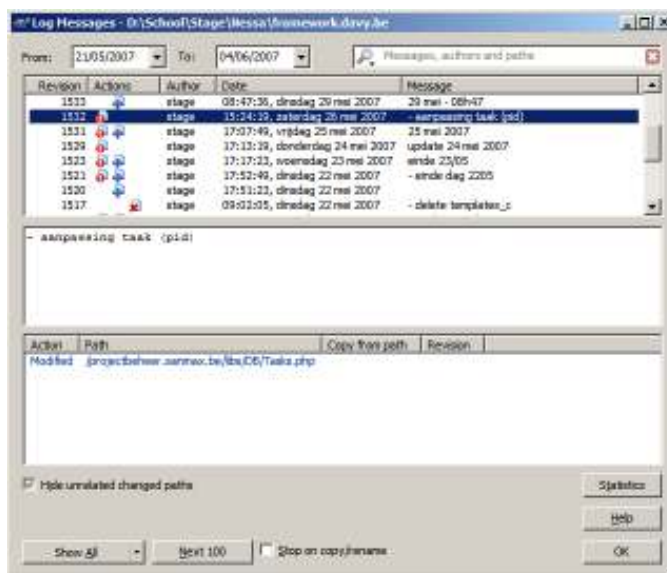 Log Messages - D:\School\Stage\Nessa\framework.davy.be
From: 21/05/2007 To: 04/06/2007 Messages, authors and paths
Revision Actions Author Date Message
1533 stage 08:47:36, dinsdag 29 mei 2007 29 mei - 08h47
1532 stage 15:24:19, zaterdag 26 mei 2007 - aanpassing taak (pid)
1531 stage 17:07:49, vrijdag 25 mei 2007 25 mei 2007
1529 stage 17:13:19, donderdag 24 mei 2007 update 24 mei 2007
1523 stage 17:17:23, woensdag 23 mei 2007 einde 23/05
1521 stage 17:52:49, dinsdag 22 mei 2007 - einde dag 2205
1520 stage 17:51:23, dinsdag 22 mei 2007
1517 stage 09:02:05, dinsdag 22 mei 2007 - delete templates_c
- aanpassing taak (pid)
Action Path Copy from path Revision
Modified /projectbeheer.sanmax.be/libs/DB/Tasks.php
Hide unrelated changed paths
Statistics
Help
Show All Next 100 Stop on copy/rename OK